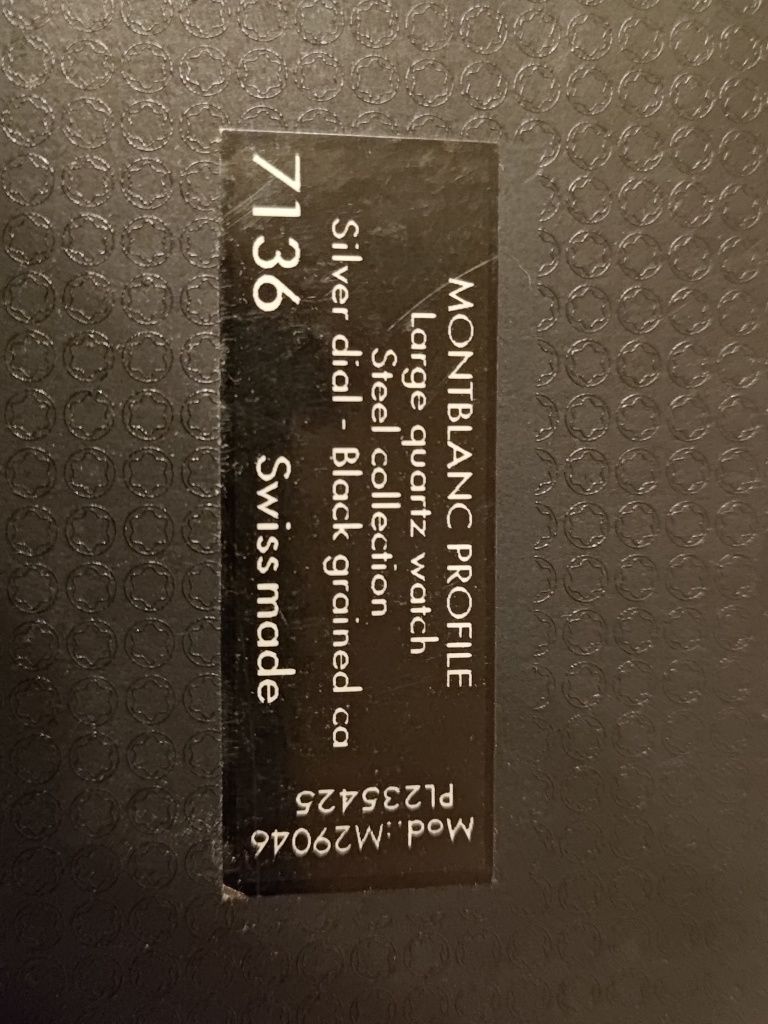 MONTBLANC PROFILE
Large quartz watch
Steel collection
Silver dial - Black grained ca
7136 Swiss made
Mod.:M29046
PL235425